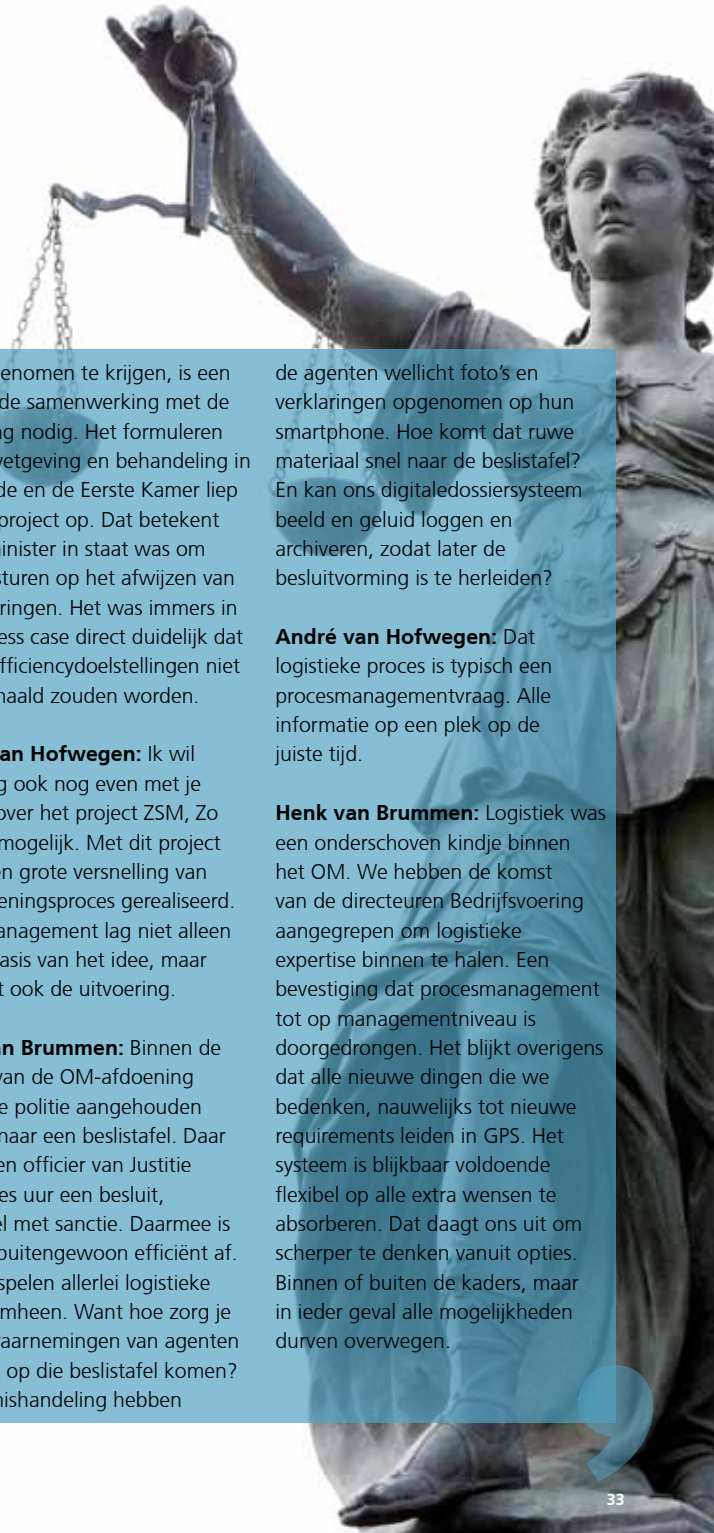 enomen te krijgen, is een
de samenwerking met de
ng nodig. Het formuleren
vetgeving en behandeling in
de en de Eerste Kamer liep
project op. Dat betekent
inister in staat was om
sturen op het afwijzen van
ringen. Het was immers in
ess case direct duidelijk dat
fficiencydoelstellingen niet
haald zouden worden.
an Hofwegen: Ik wil
g ook nog even met je
over het project ZSM, Zo
mogelijk. Met dit project
en grote versnelling van
eningsproces gerealiseerd.
anagement lag niet alleen
asis van het idee, maar
t ook de uitvoering.
an Brummen: Binnen de
van de OM-afdoening
e politie aangehouden
naar een beslistafel. Daar
en officier van Justitie
es uur een besluit,
el met sanctie. Daarmee is
buitengewoon efficiënt af.
spelen allerlei logistieke
mheen. Want hoe zorg je
vaarnemingen van agenten
op die beslistafel komen?
nishandeling hebben
de agenten wellicht foto's en
verklaringen opgenomen op hun
smartphone. Hoe komt dat ruwe
materiaal snel naar de beslistafel?
En kan ons digitaledossiersysteem
beeld en geluid loggen en
archiveren, zodat later de
besluitvorming is te herleiden?
André van Hofwegen: Dat
logistieke proces is typisch een
procesmanagementvraag. Alle
informatie op een plek op de
juiste tijd.
Henk van Brummen: Logistiek was
een onderschoven kindje binnen
het OM. We hebben de komst
van de directeuren Bedrijfsvoering
aangegrepen om logistieke
expertise binnen te halen. Een
bevestiging dat procesmanagement
tot op managementniveau is
doorgedrongen. Het blijkt overigens
dat alle nieuwe dingen die we
bedenken, nauwelijks tot nieuwe
requirements leiden in GPS. Het
systeem is blijkbaar voldoende
flexibel op alle extra wensen te
absorberen. Dat daagt ons uit om
scherper te denken vanuit opties.
Binnen of buiten de kaders, maar
in ieder geval alle mogelijkheden
durven overwegen.
33